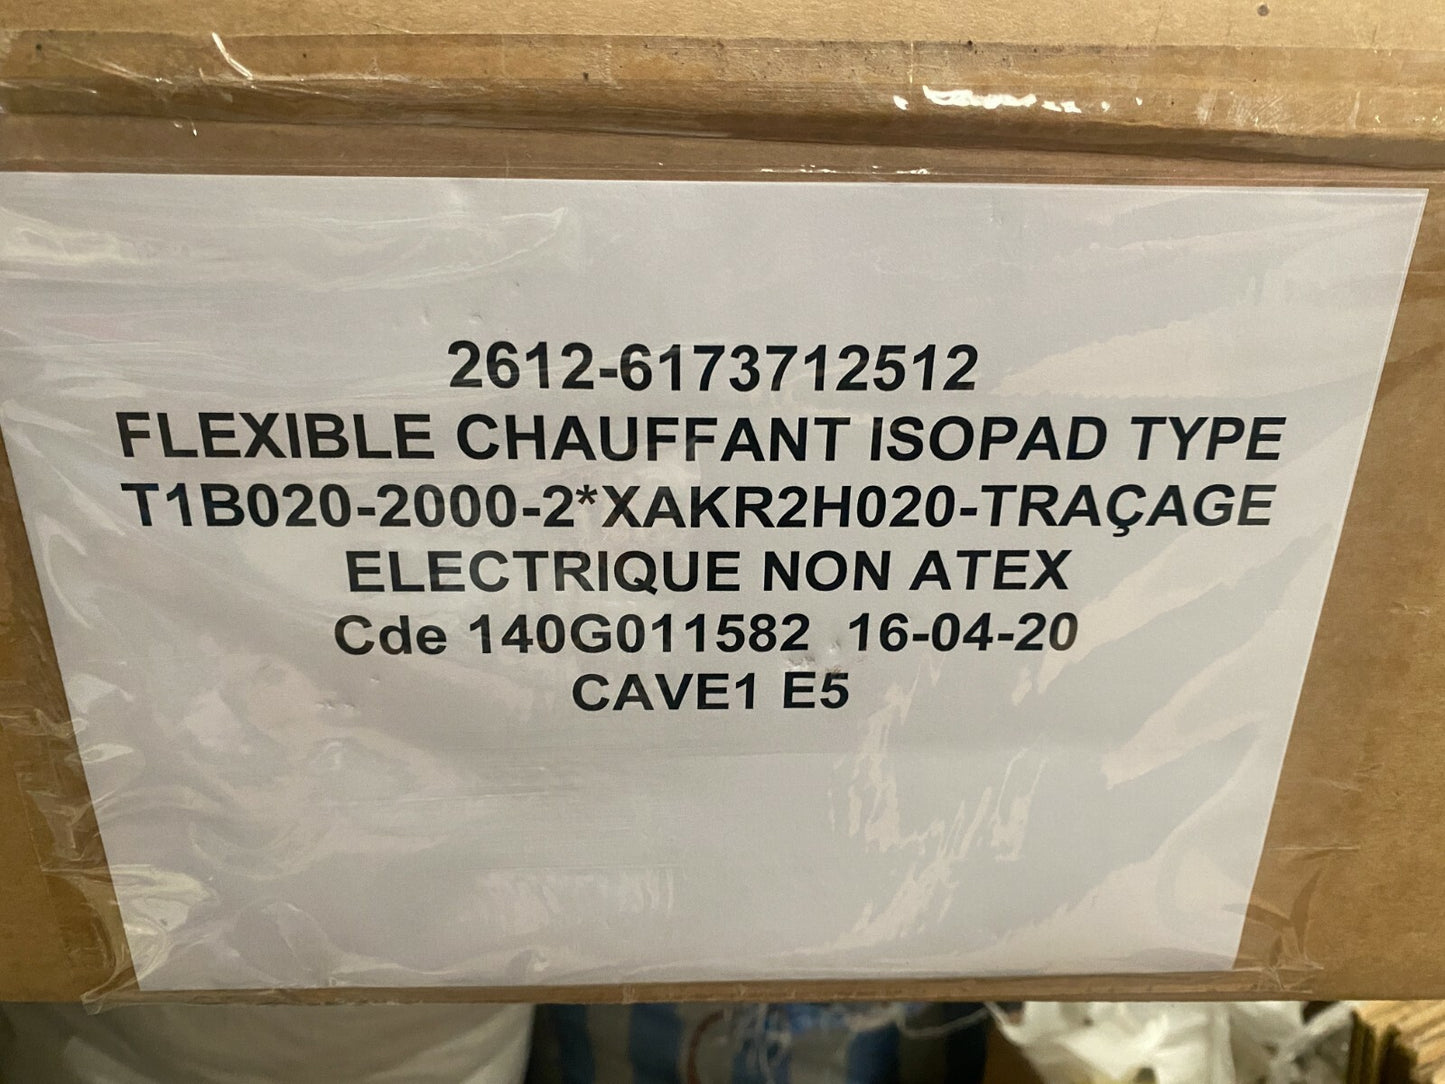 2612-6173712512
FLEXIBLE CHAUFFANT ISOPAD TYPE
T1B020-2000-2*XAKR2H020-TRAÇAGE
ELECTRIQUE NON ATEX
Cde 140G011582 16-04-20
CAVE1 E5